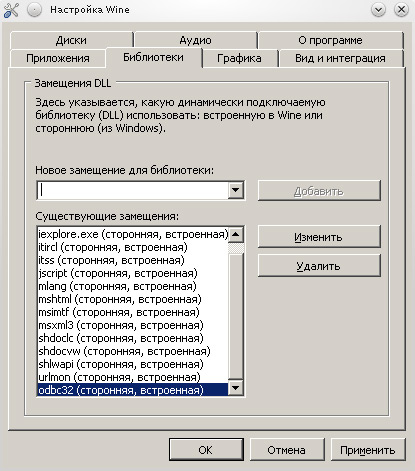 Настройка Wine
Диски Аудио О программе
Приложения Библиотеки Графика Вид и интеграция
Замещения DLL
Здесь указывается, какую динамически подключаемую
библиотеку (DLL) использовать: встроенную в Wine или
стороннюю (из Windows).
Новое замещение для библиотеки:
Добавить
Существующие замещения:
iexplore.exe (сторонняя, встроенная)
itircl (сторонняя, встроенная)
itss (сторонняя, встроенная)
jscript (сторонняя, встроенная)
mlang (сторонняя, встроенная)
mshtml (сторонняя, встроенная)
msimtf (сторонняя, встроенная)
msxml3 (сторонняя, встроенная)
shdoclc (сторонняя, встроенная)
shdocvw (сторонняя, встроенная)
shlwapi (сторонняя, встроенная)
urlmon (сторонняя, встроенная)
odbc32 (сторонняя, встроенная)
Изменить
Удалить
OK Отмена Применить